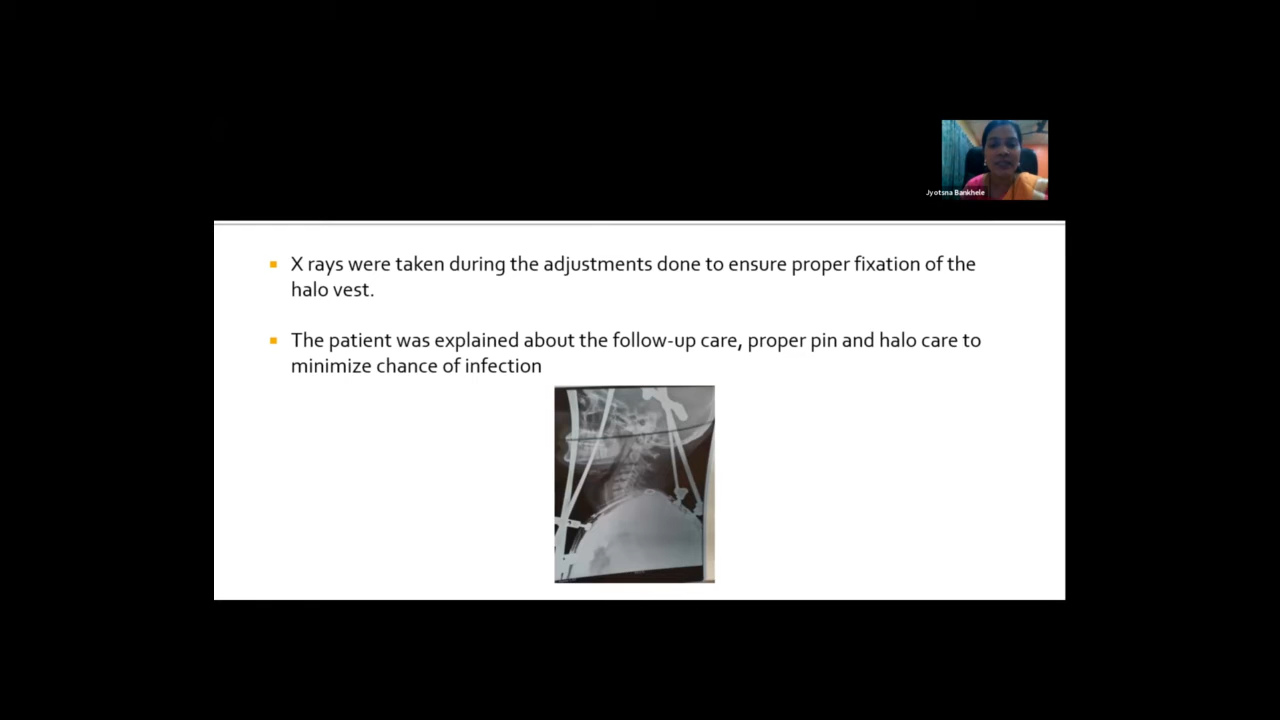 Jyotsna Bankhele
X rays were taken during the adjustments done to ensure proper fixation of the
halo vest.
The patient was explained about the follow-up care, proper pin and halo care to
minimize chance of infection